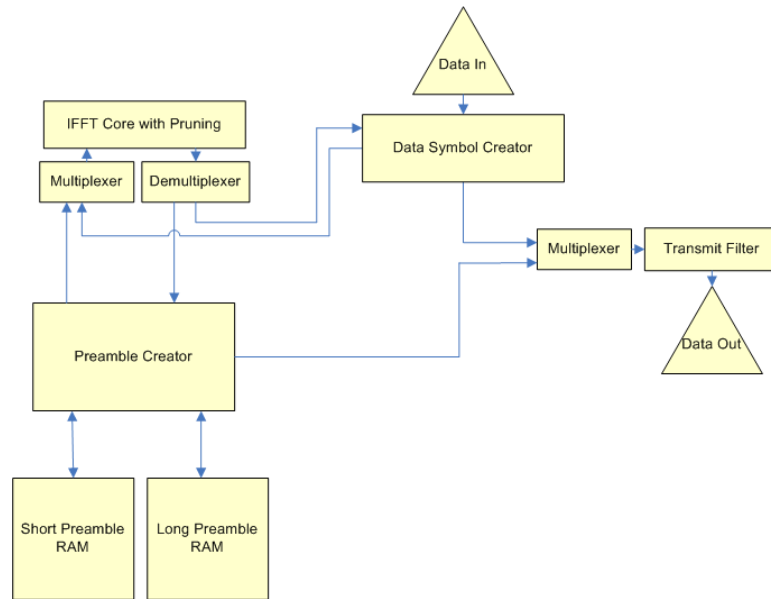 Data In
IFFT Core with Pruning
Data Symbol Creator
Multiplexer
Demultiplexer
Multiplexer
Transmit Filter
Data Out
Preamble Creator
Short Preamble
RAM
Long Preamble
RAM